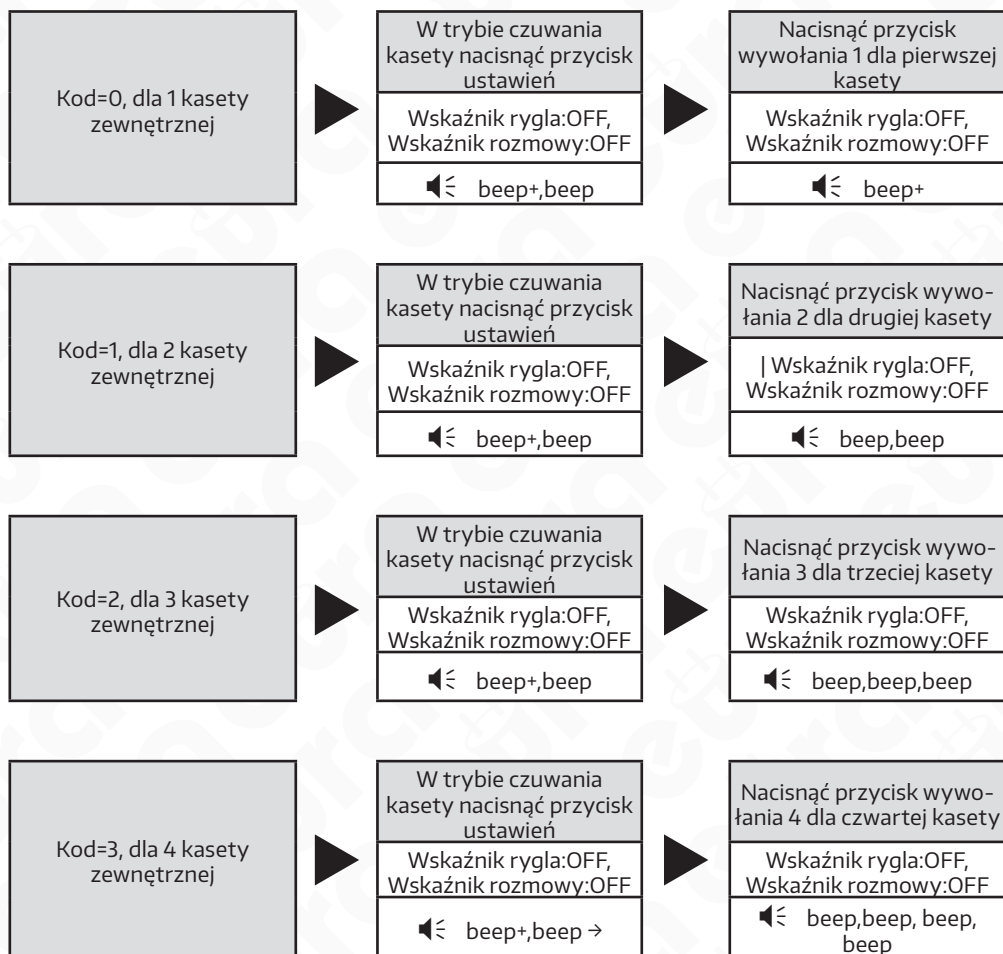 Kod=0, dla 1 kasety
zewnętrznej
W trybie czuwania
kasety nacisnąć przycisk
ustawień
Wskaźnik rygla:OFF,
Wskaźnik rozmowy:OFF
beep+,beep
Nacisnąć przycisk
wywołania 1 dla pierwszej
kasety
Wskaźnik rygla:OFF,
Wskaźnik rozmowy:OFF
beep+
Kod=1, dla 2 kasety
zewnętrznej
W trybie czuwania
kasety nacisnąć przycisk
ustawień
Wskaźnik rygla:OFF,
Wskaźnik rozmowy:OFF
beep+,beep
Nacisnąć przycisk wywo-
łania 2 dla drugiej kasety
| Wskaźnik rygla:OFF,
Wskaźnik rozmowy:OFF
beep,beep
Kod=2, dla 3 kasety
zewnętrznej
W trybie czuwania
kasety nacisnąć przycisk
ustawień
Wskaźnik rygla:OFF,
Wskaźnik rozmowy:OFF
beep+,beep
Nacisnąć przycisk wywo-
łania 3 dla trzeciej kasety
Wskaźnik rygla:OFF,
Wskaźnik rozmowy:OFF
beep,beep,beep
Kod=3, dla 4 kasety
zewnętrznej
W trybie czuwania
kasety nacisnąć przycisk
ustawień
Wskaźnik rygla:OFF,
Wskaźnik rozmowy:OFF
beep+,beep →
Nacisnąć przycisk wywo-
łania 4 dla czwartej kasety
Wskaźnik rygla:OFF,
Wskaźnik rozmowy:OFF
beep,beep, beep,
beep